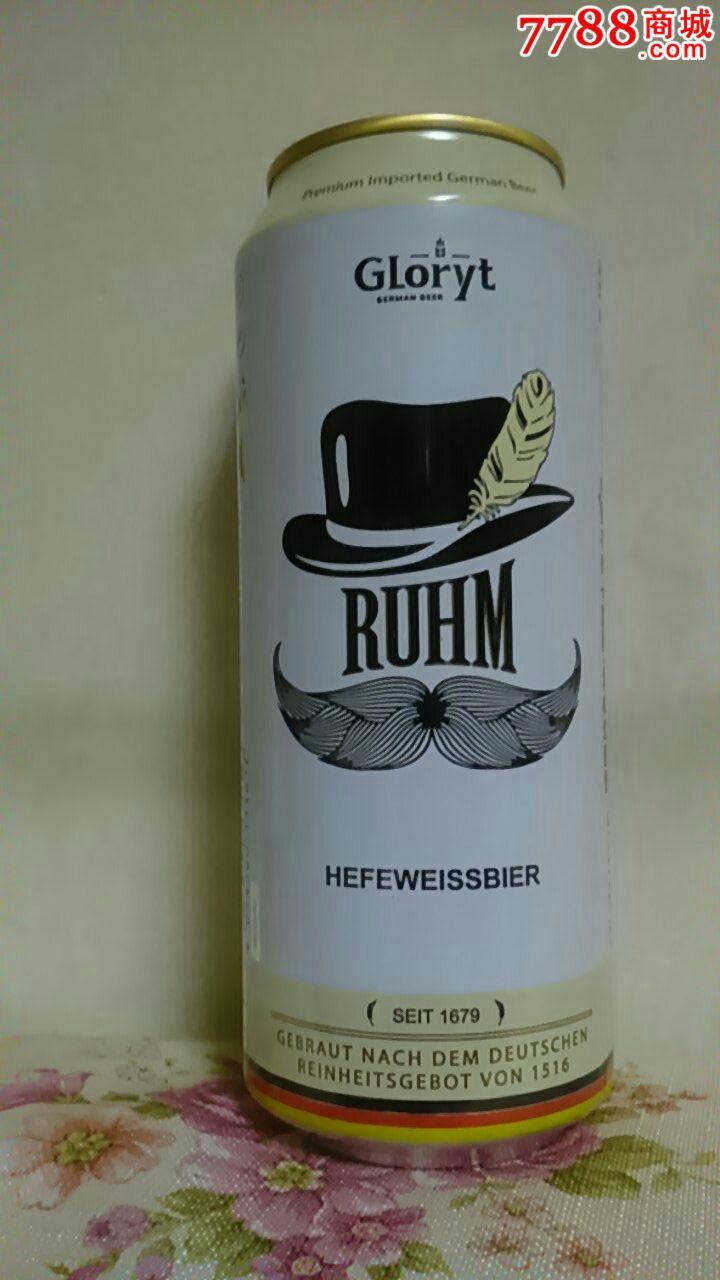 7788商城
.com
Premium Imported German Beer
Gloryt
GERMAN BEER
RUHM
HEFEWEISSBIER
( SEIT 1679 )
GEBRAUT NACH DEM DEUTSCHEN
REINHEITSGEBOT VON 1516